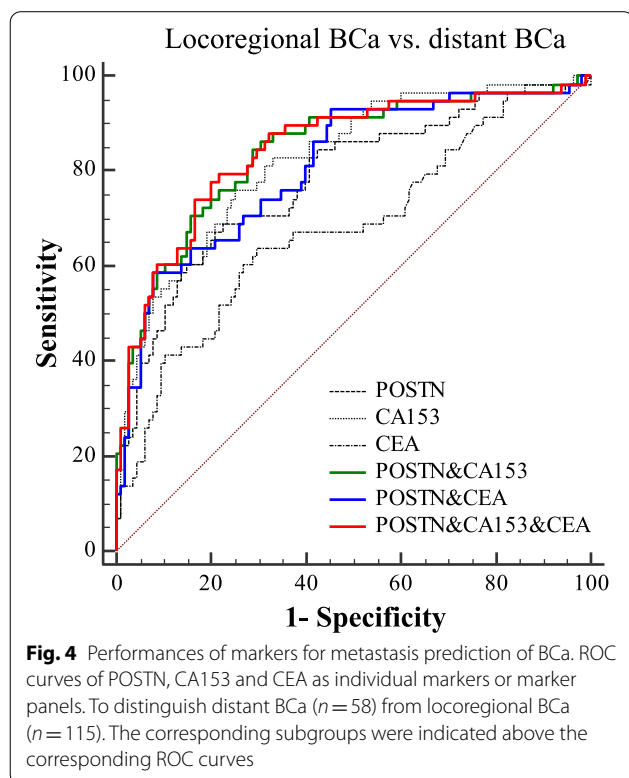 Locoregional BCa vs. distant BCa
100
80
60
40
20
0
Sensitivity
POSTN
CA153
CEA
POSTN&CA153
POSTN&CEA
POSTN&CA153&CEA
0 20 40 60 80 100
1- Specificity
Fig. 4 Performances of markers for metastasis prediction of BCa. ROC
curves of POSTN, CA153 and CEA as individual markers or marker
panels. To distinguish distant BCa (n = 58) from locoregional BCa
(n = 115). The corresponding subgroups were indicated above the
corresponding ROC curves